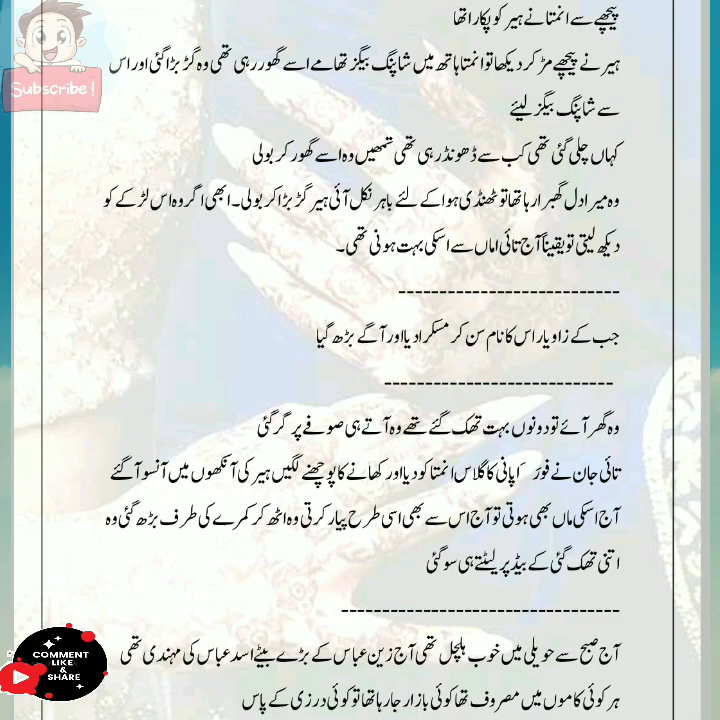 پیچھے سے انمتا نے ہیر کو پکارا تھا
ہیر نے پیچھے مڑ کر دیکھا تو انمتا ہاتھ میں شاپنگ بیگز تھامے اسے گھور رہی تھی وہ گڑ بڑا گئی اور اس
سے شاپنگ بیگز لیئے
کہاں چلی گئی تھی کب سے ڈھونڈ رہی تھی تمھیں وہ اسے گھور کر بولی
وہ میرا دل گھبرا رہا تھا تو ٹھنڈی ہوا کے لئے باہر نکل آئی ہیر گڑ بڑا کر بولی۔ ابھی اگر وہ اس لڑکے کو
دیکھ لیتی تو یقیناً آج تائی اماں سے اسکی بہت ہونی تھی۔
---------------------------
جب کے زاویار اس کا نام سن کر مسکرا دیا اور آگے بڑھ گیا
----------------------------
وہ گھر آئے تو دونوں بہت تھک گئے تھے وہ آتے ہی صوفے پر گر گئی
تائی جان نے فوراً پانی کا گلاس انمتا کو دیا اور کھانے کا پوچھنے لگیں ہیر کی آنکھوں میں آنسو آ گئے
آج اسکی ماں بھی ہوتی تو آج اس سے بھی اسی طرح پیار کرتی وہ اٹھ کر کمرے کی طرف بڑھ گئی وہ
اتنی تھک گئی کے بیڈ پر لیٹتے ہی سو گئی
----------------------------------
آج صبح سے حویلی میں خوب ہلچل تھی آج زین عباس کے بڑے بیٹے اسد عباس کی مہندی تھی
ہر کوئی کاموں میں مصروف تھا کوئی بازار جا رہا تھا تو کوئی درزی کے پاس
Subscribe!
COMMENT
LIKE
&
SHARE